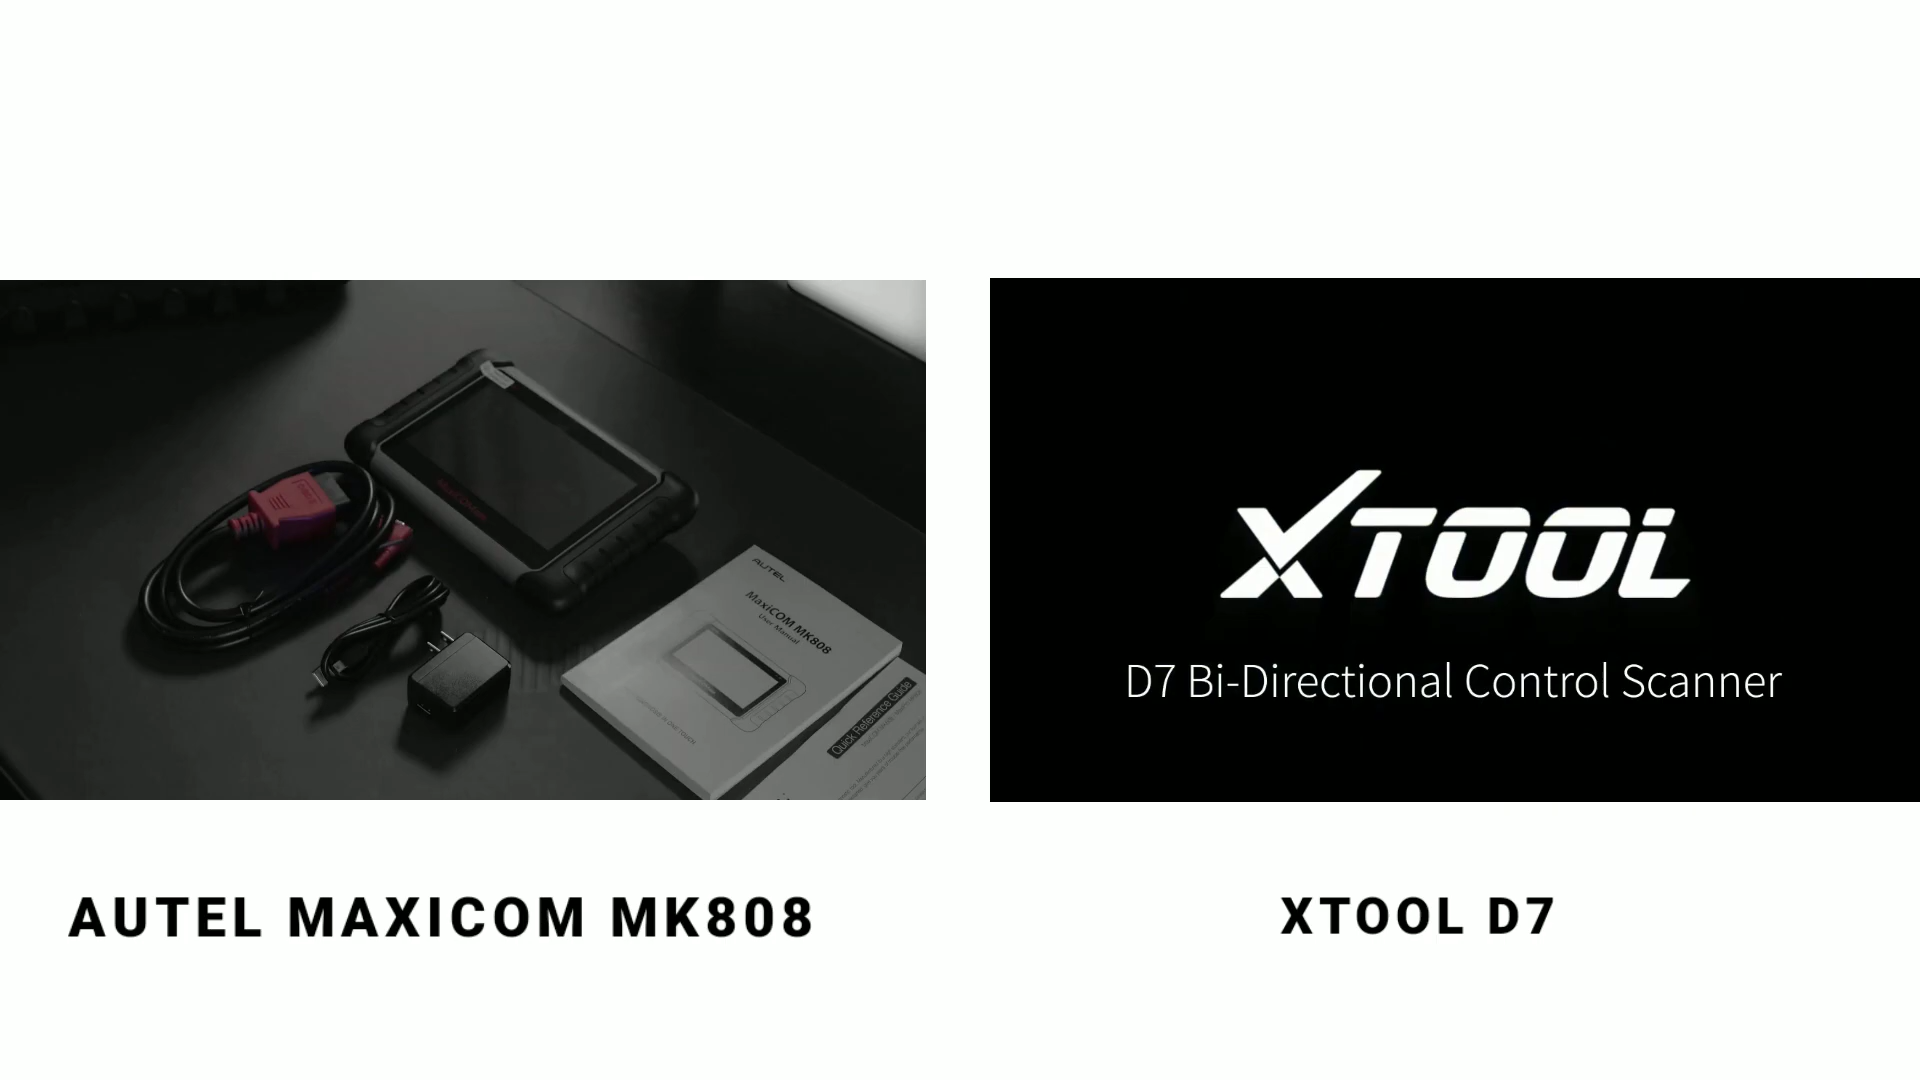 MaxiCOM
AUTEL
MaxiCOM MK808
User Manual
Quick Reference Guide
XTOOL
D7 Bi-Directional Control Scanner
AUTEL MAXICOM MK808
XTOOL D7